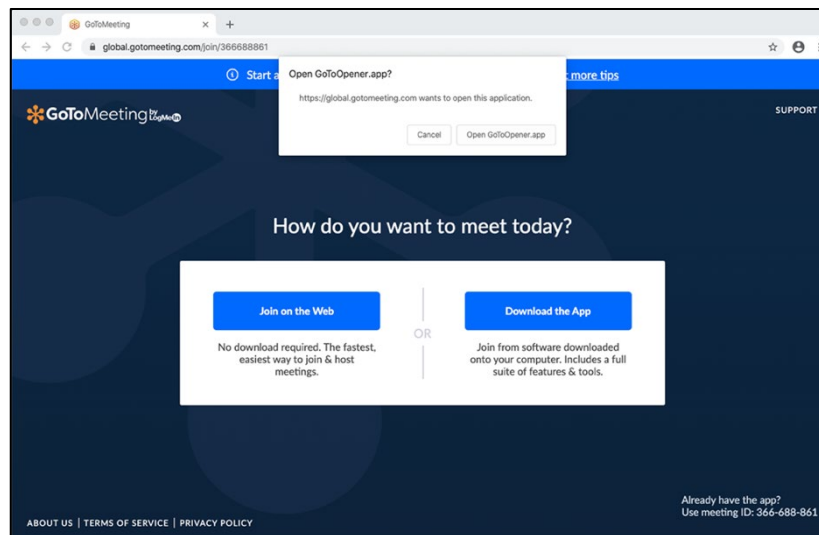 GoToMeeting
global.gotomeeting.com/join/366688861
Start a
more tips
Open GoToOpener.app?
https://global.gotomeeting.com wants to open this application.
Cancel
Open GoToOpener.app
GoToMeeting by LogMeIn
SUPPORT
How do you want to meet today?
Join on the Web
No download required. The fastest,
easiest way to join & host
meetings.
OR
Download the App
Join from software downloaded
onto your computer. Includes a full
suite of features & tools.
Already have the app?
Use meeting ID: 366-688-861
ABOUT US | TERMS OF SERVICE | PRIVACY POLICY